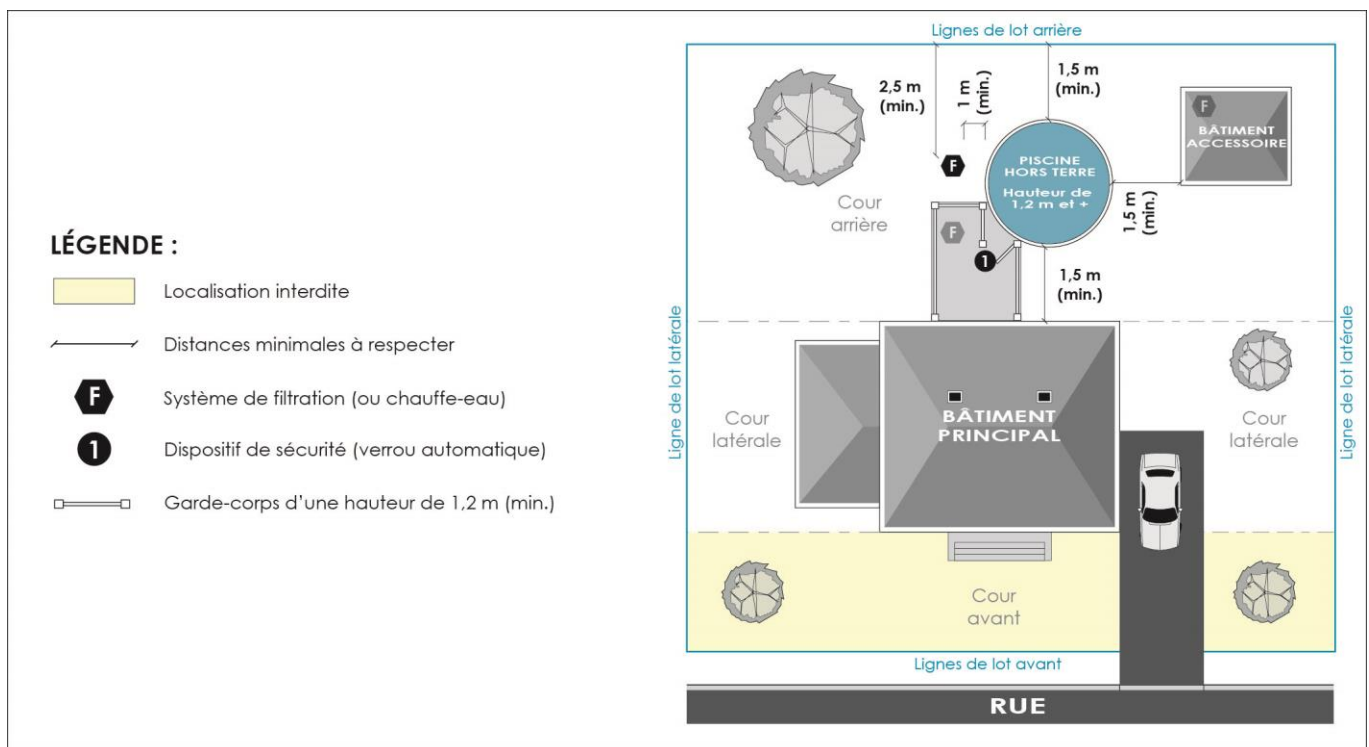 LÉGENDE :
Localisation interdite
Distances minimales à respecter
F
Système de filtration (ou chauffe-eau)
1
Dispositif de sécurité (verrou automatique)
Garde-corps d'une hauteur de 1,2 m (min.)
Lignes de lot arrière
2,5 m
(min.)
1 m
(min.)
1,5 m
(min.)
F
BÂTIMENT
ACCESSOIRE
F
PISCINE
HORS TERRE
Hauteur de
1,2 m et +
1,5 m
(min.)
Cour
arrière
F
1
1,5 m
(min.)
Ligne de lot latérale
Ligne de lot latérale
Cour
latérale
BÂTIMENT
PRINCIPAL
Cour
latérale
Cour
avant
Lignes de lot avant
RUE